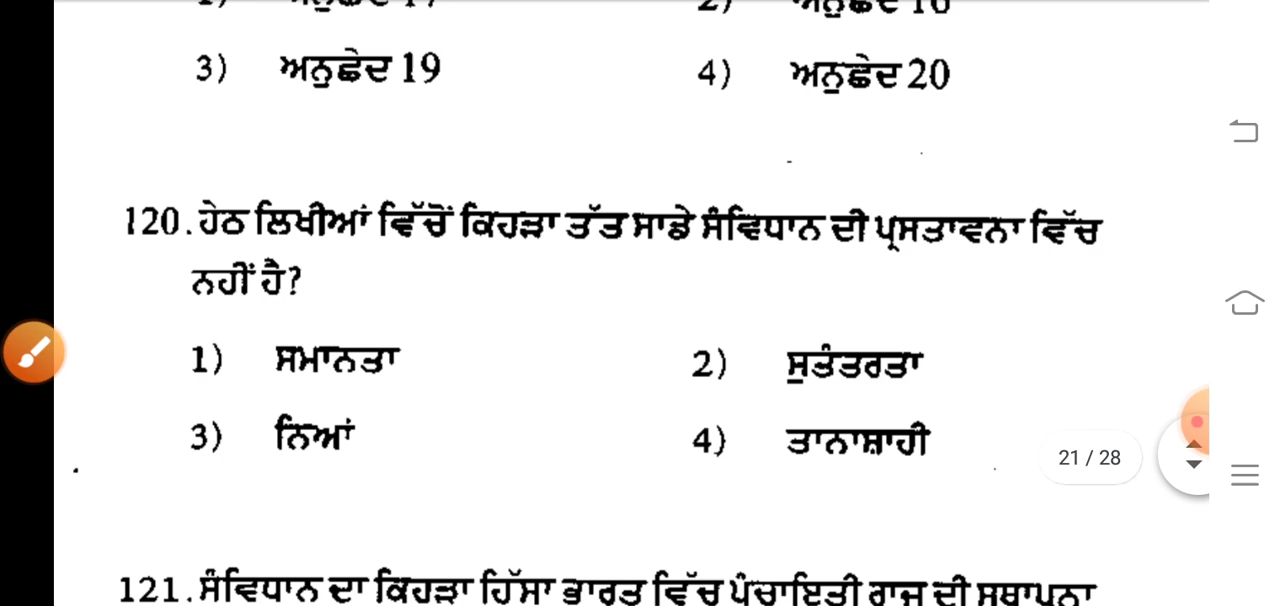 3) ਅਨੁਛੇਦ 19 4) ਅਨੁਛੇਦ 20
120. ਹੇਠ ਲਿਖੀਆਂ ਵਿੱਚੋਂ ਕਿਹੜਾ ਤੱਤ ਸਾਡੇ ਸੰਵਿਧਾਨ ਦੀ ਪ੍ਰਸਤਾਵਨਾ ਵਿੱਚ
ਨਹੀਂ ਹੈ?
1) ਸਮਾਨਤਾ 2) ਸੁਤੰਤਰਤਾ
3) ਨਿਆਂ 4) ਤਾਨਾਸ਼ਾਹੀ
21 / 28
121. ਸੰਵਿਧਾਨ ਦਾ ਕਿਹੜਾ ਹਿੱਸਾ ਭਾਰਤ ਵਿੱਚ ਪੰਚਾਇਤੀ ਰਾਜ ਦੀ ਸਥਾਪਨਾ